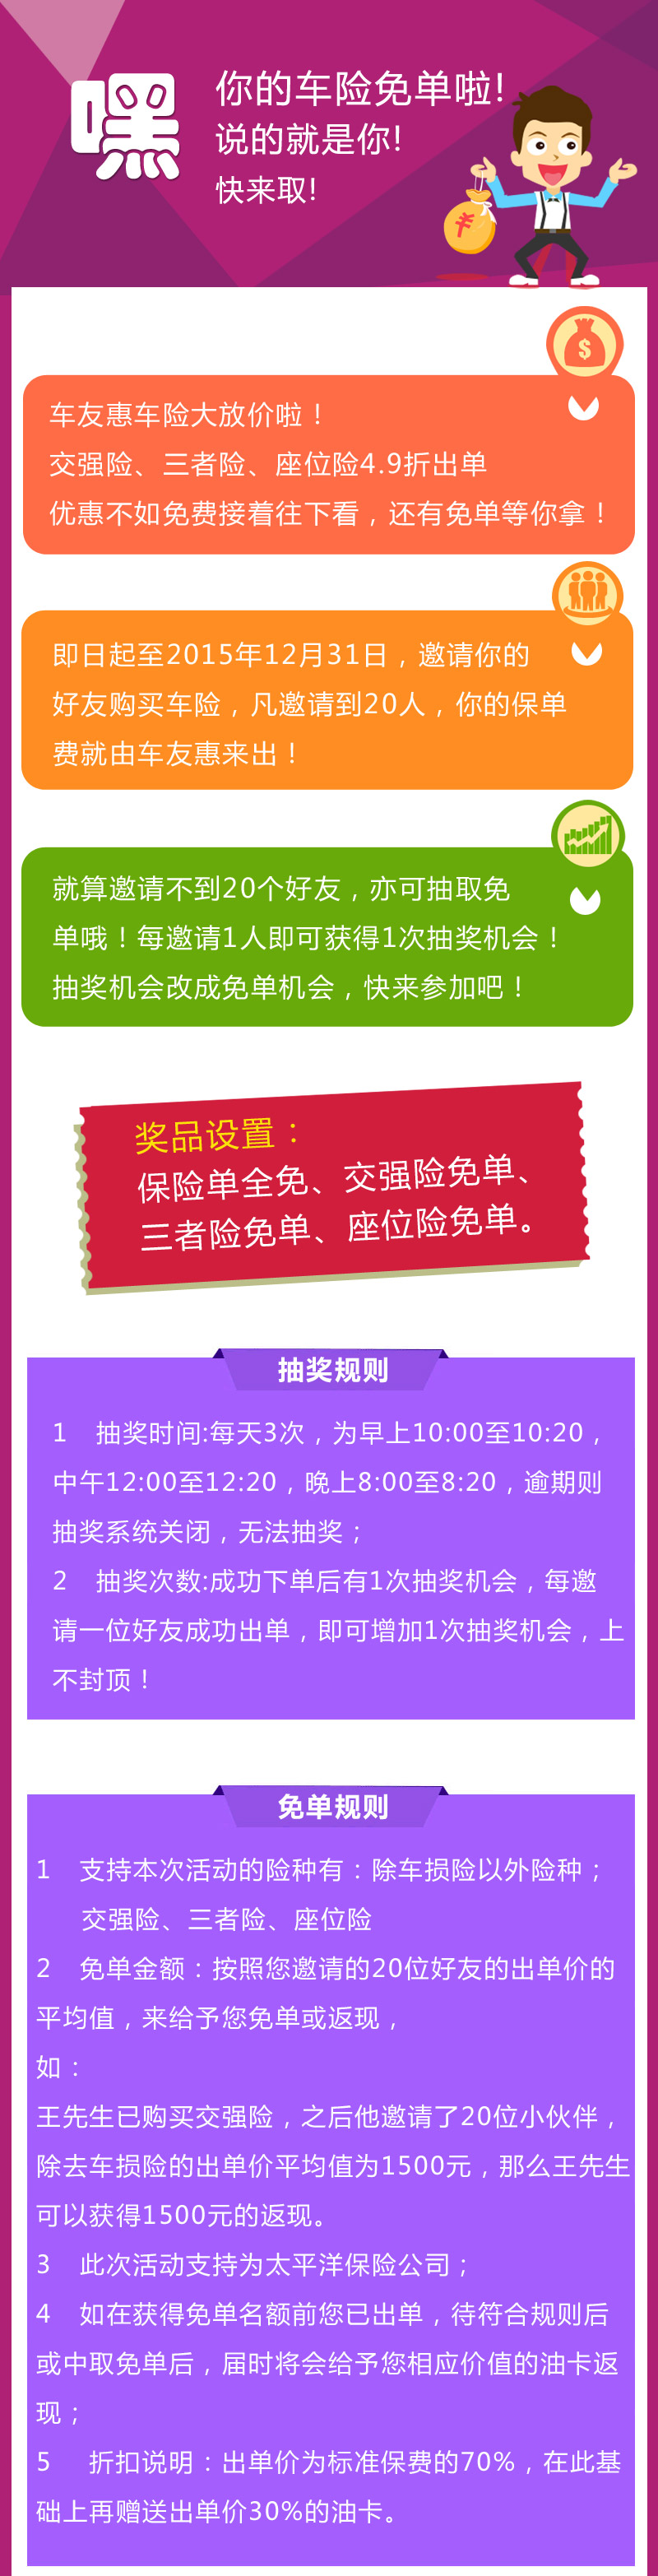 嘿
你的车险免单啦!
说的就是你!
快来取!
¥
$
车友惠车险大放价啦！
交强险、三者险、座位险4.9折出单
优惠不如免费接着往下看，还有免单等你拿！
即日起至2015年12月31日，邀请你的
好友购买车险，凡邀请到20人，你的保单
费就由车友惠来出！
就算邀请不到20个好友，亦可抽取免
单哦！每邀请1人即可获得1次抽奖机会！
抽奖机会改成免单机会，快来参加吧！
奖品设置：
保险单全免、交强险免单、
三者险免单、座位险免单。
抽奖规则
1 抽奖时间:每天3次，为早上10:00至10:20，
中午12:00至12:20，晚上8:00至8:20，逾期则
抽奖系统关闭，无法抽奖；
2 抽奖次数:成功下单后有1次抽奖机会，每邀
请一位好友成功出单，即可增加1次抽奖机会，上
不封顶！
免单规则
1 支持本次活动的险种有：除车损险以外险种；
交强险、三者险、座位险
2 免单金额：按照您邀请的20位好友的出单价的
平均值，来给予您免单或返现，
如：
王先生已购买交强险，之后他邀请了20位小伙伴，
除去车损险的出单价平均值为1500元，那么王先生
可以获得1500元的返现。
3 此次活动支持为太平洋保险公司；
4 如在获得免单名额前您已出单，待符合规则后
或中取免单后，届时将会给予您相应价值的油卡返
现；
5 折扣说明：出单价为标准保费的70%，在此基
础上再赠送出单价30%的油卡。